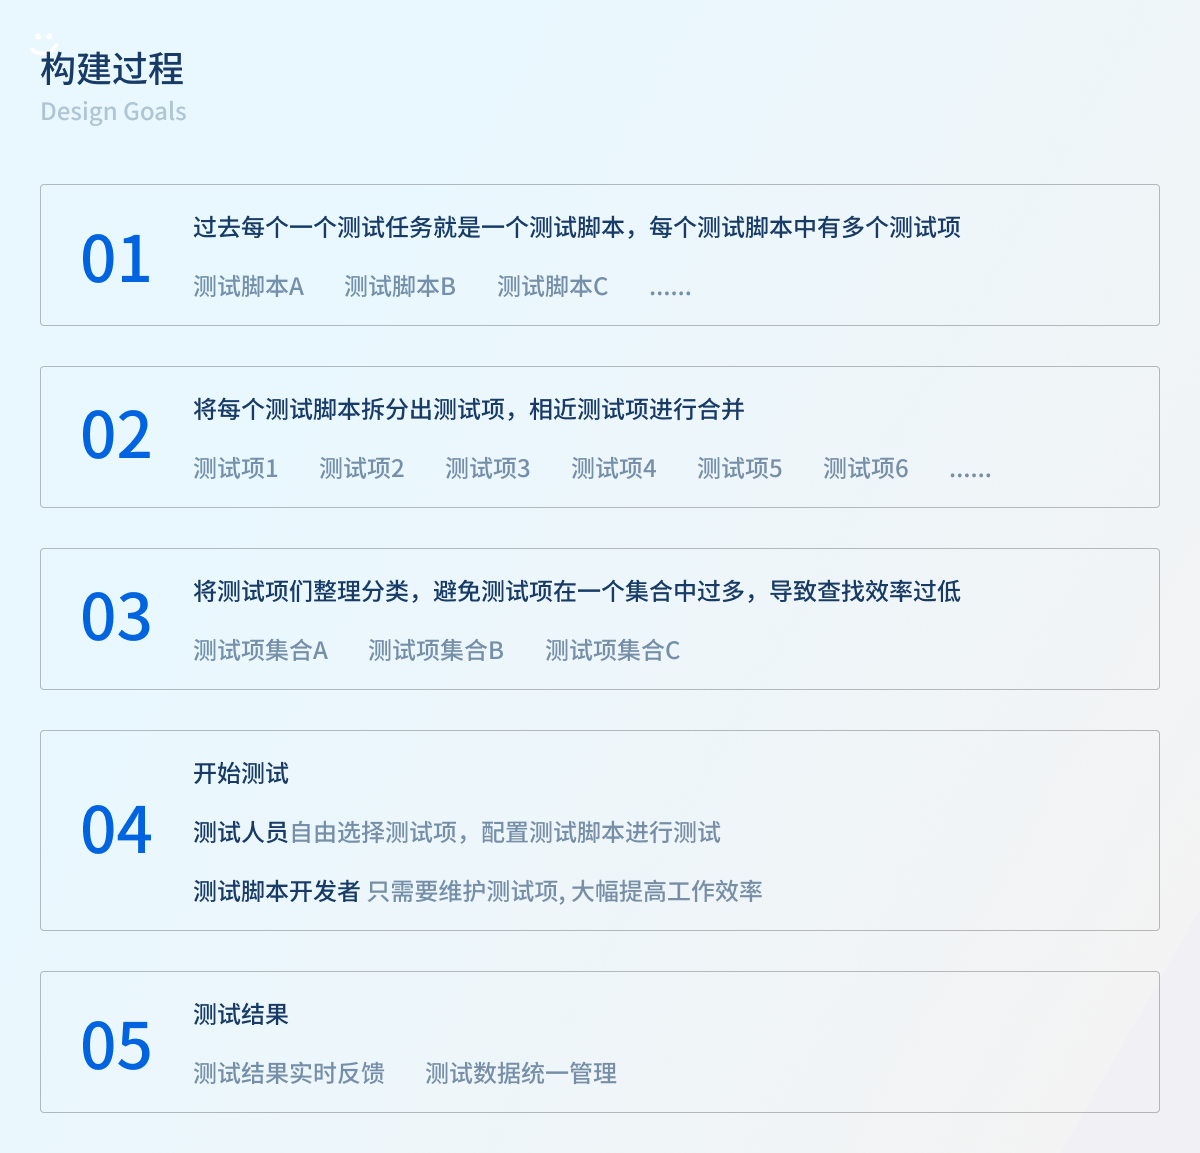 构建过程
Design Goals
01
过去每个一个测试任务就是一个测试脚本，每个测试脚本中有多个测试项
测试脚本A 测试脚本B 测试脚本C ......
02
将每个测试脚本拆分出测试项，相近测试项进行合并
测试项1 测试项2 测试项3 测试项4 测试项5 测试项6 ......
03
将测试项们整理分类，避免测试项在一个集合中过多，导致查找效率过低
测试项集合A 测试项集合B 测试项集合C
04
开始测试
测试人员自由选择测试项，配置测试脚本进行测试
测试脚本开发者 只需要维护测试项, 大幅提高工作效率
05
测试结果
测试结果实时反馈 测试数据统一管理